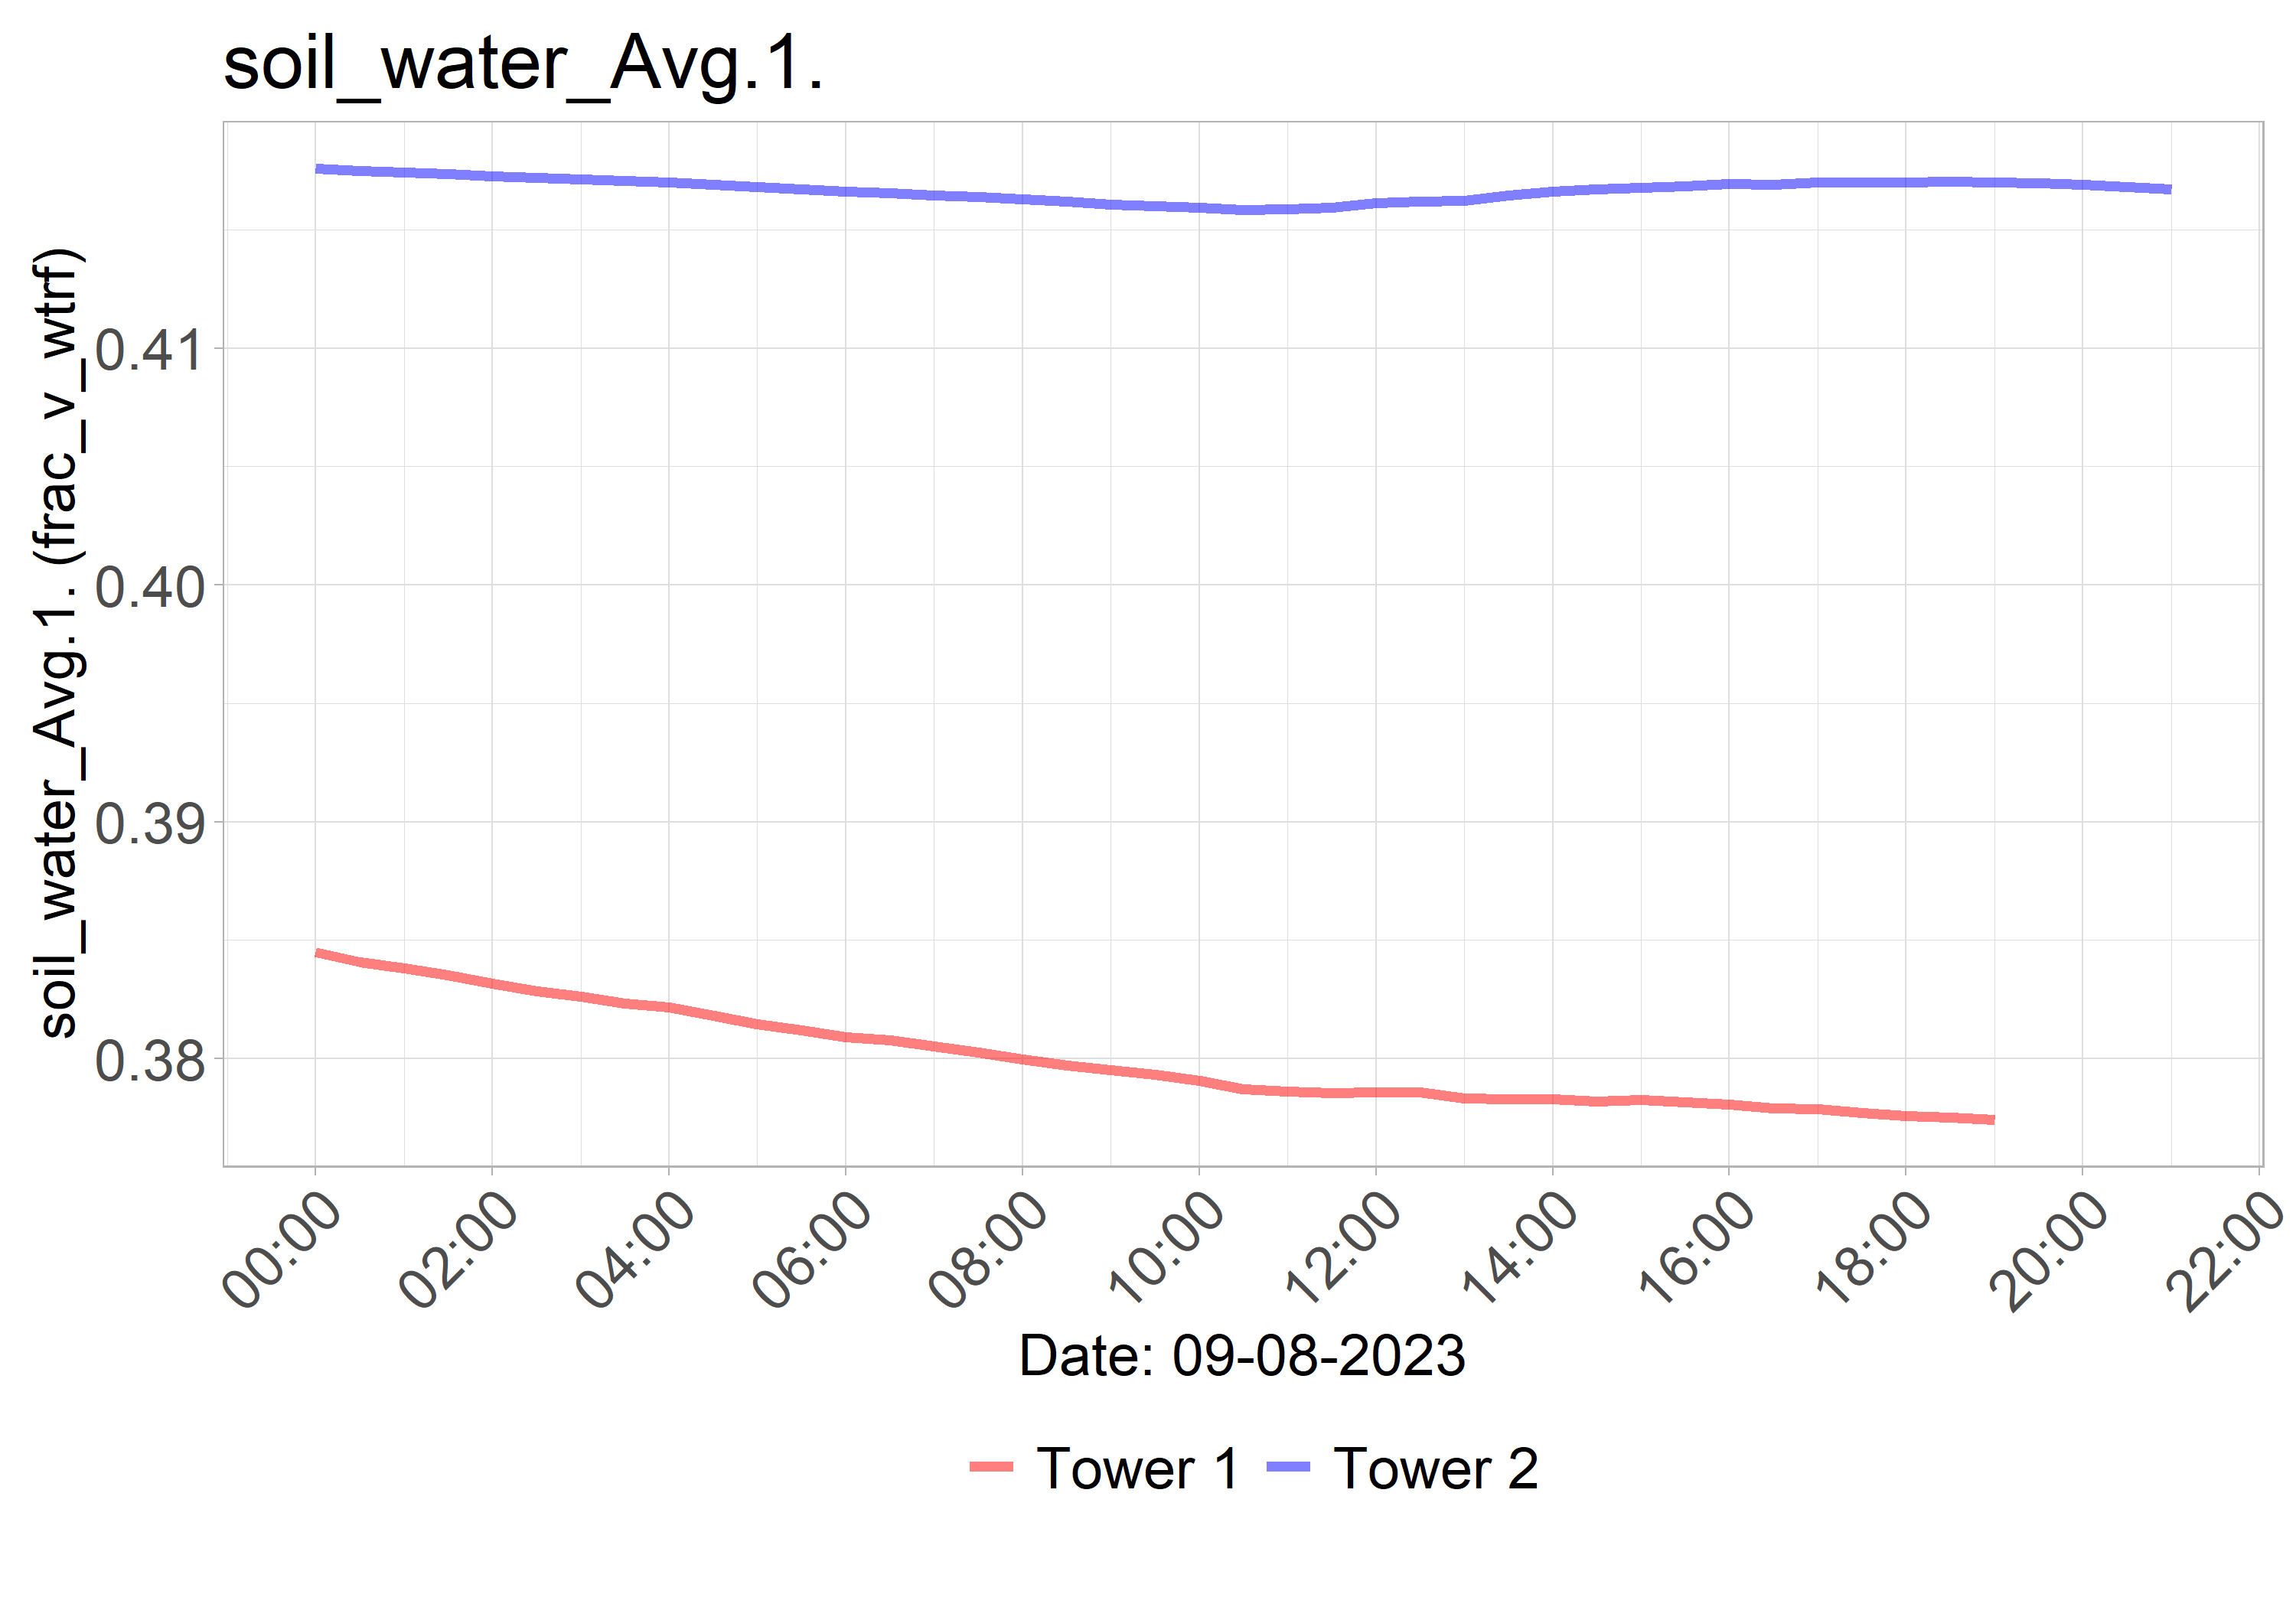 soil_water_Avg.1.
soil_water_Avg.1. (frac_v_wtrf)
0.41
0.40
0.39
0.38
00:00 02:00 04:00 06:00 08:00 10:00 12:00 14:00 16:00 18:00 20:00 22:00
Date: 09-08-2023
Tower 1 Tower 2